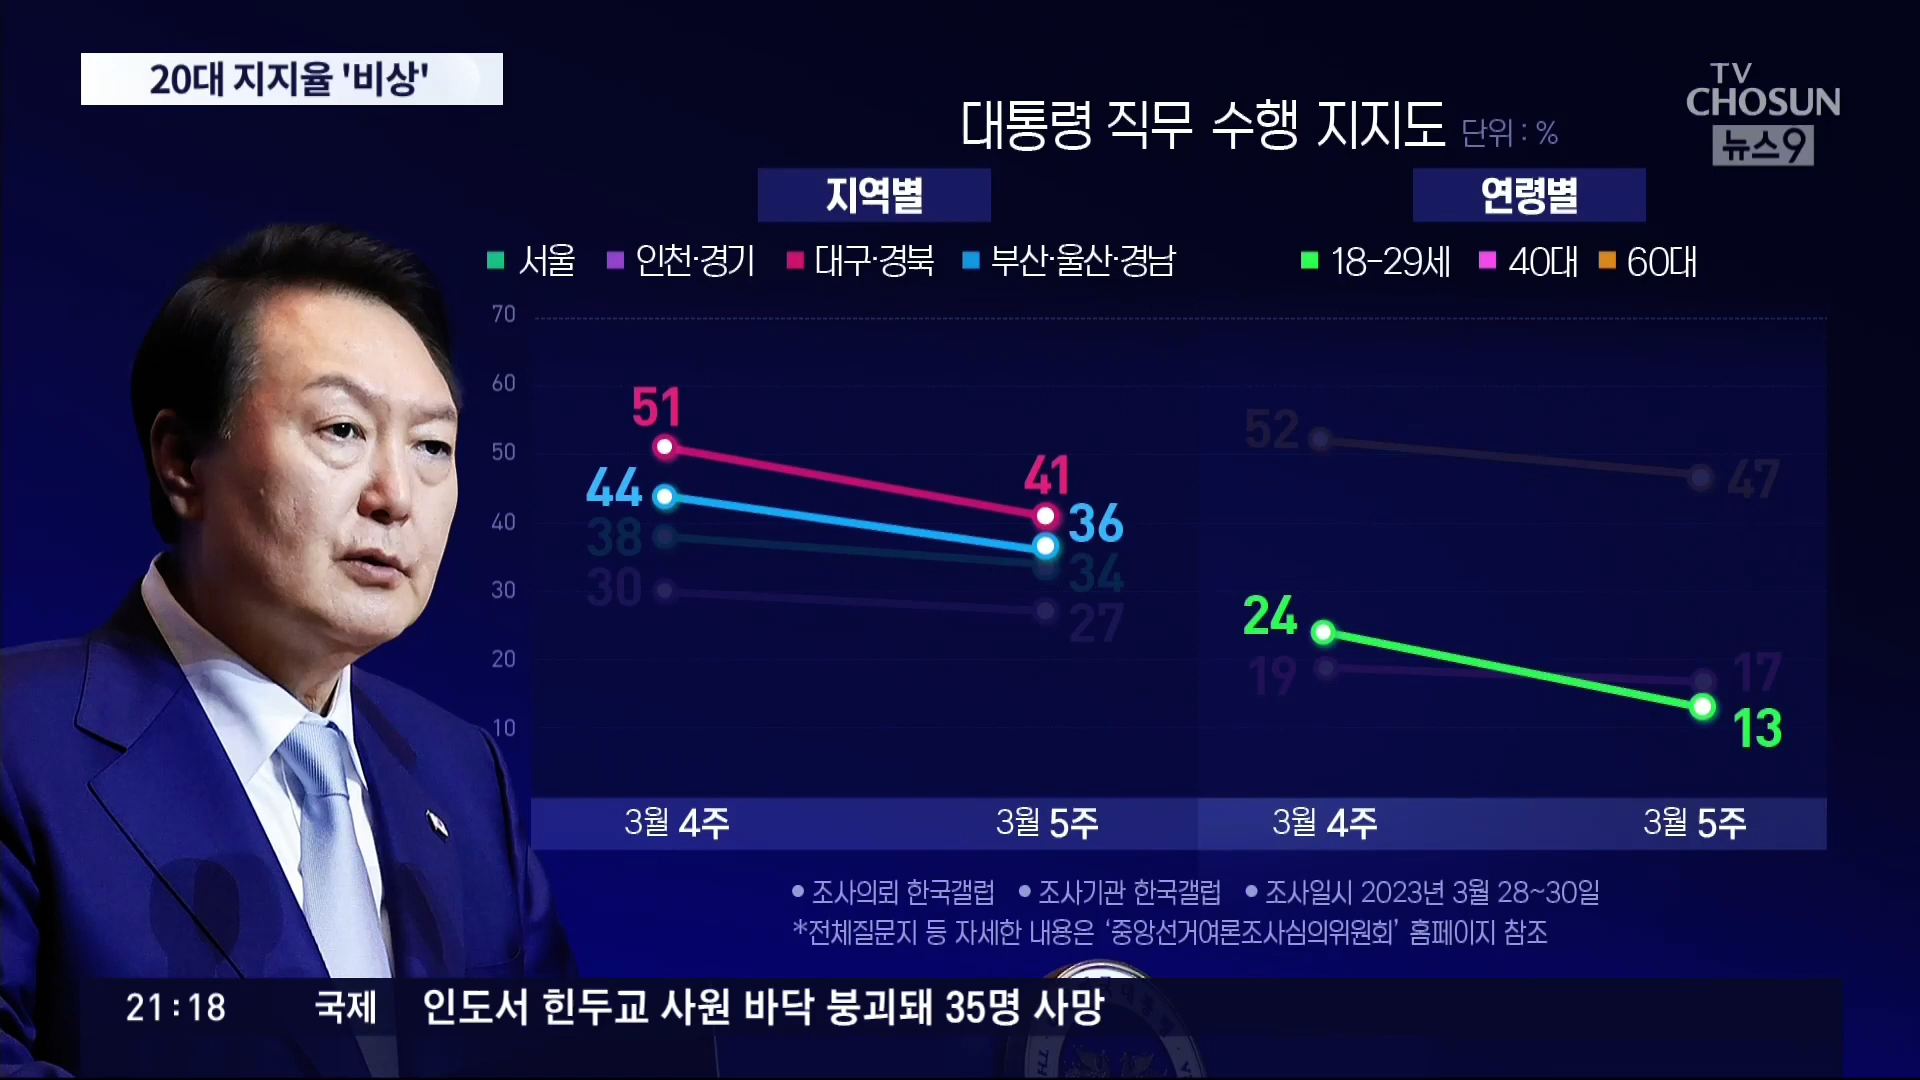 20대 지지율 '비상'
TV
CHOSUN
뉴스9
대통령 직무 수행 지지도 단위 : %
지역별
연령별
서울 인천·경기 대구·경북 부산·울산·경남
18-29세 40대 60대
70
60
50
40
30
20
10
51
44
38
30
41
36
34
27
52
47
24
19
17
13
3월 4주 3월 5주
3월 4주 3월 5주
• 조사의뢰 한국갤럽 • 조사기관 한국갤럽 • 조사일시 2023년 3월 28~30일
*전체질문지 등 자세한 내용은 '중앙선거여론조사심의위원회' 홈페이지 참조
21:18 국제 인도서 힌두교 사원 바닥 붕괴돼 35명 사망